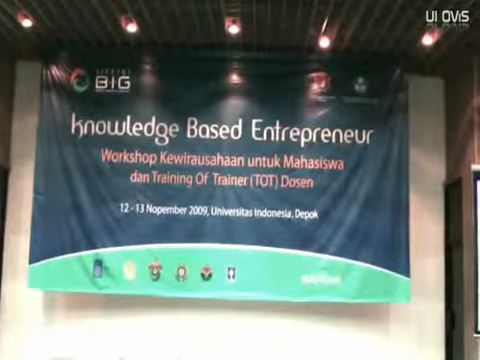 UI OVIS
BIG
Knowledge Based Entrepreneur
Workshop Kewirausahaan untuk Mahasiswa
dan Training Of Trainer (TOT) Dosen
12 - 13 Nopember 2009, Universitas Indonesia, Depok